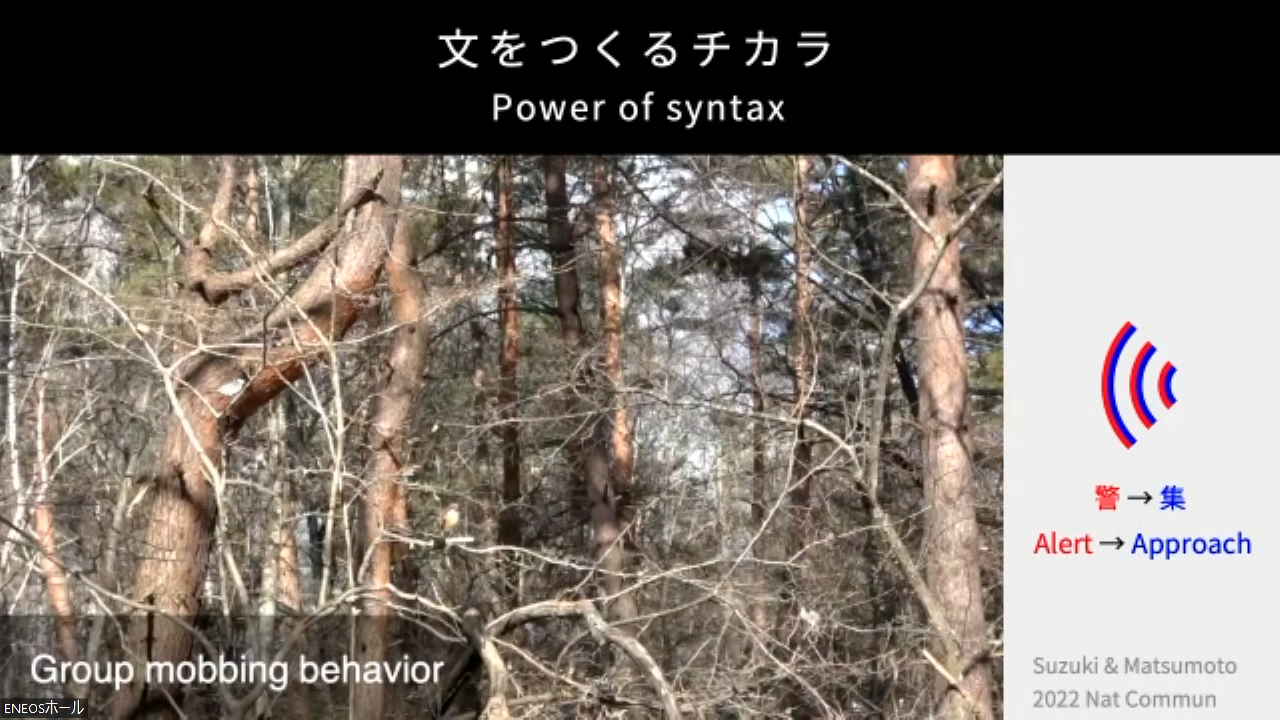 文をつくるチカラ
Power of syntax
警→集
Alert→Approach
Group mobbing behavior
Suzuki & Matsumoto
2022 Nat Commun
ENEOSホール